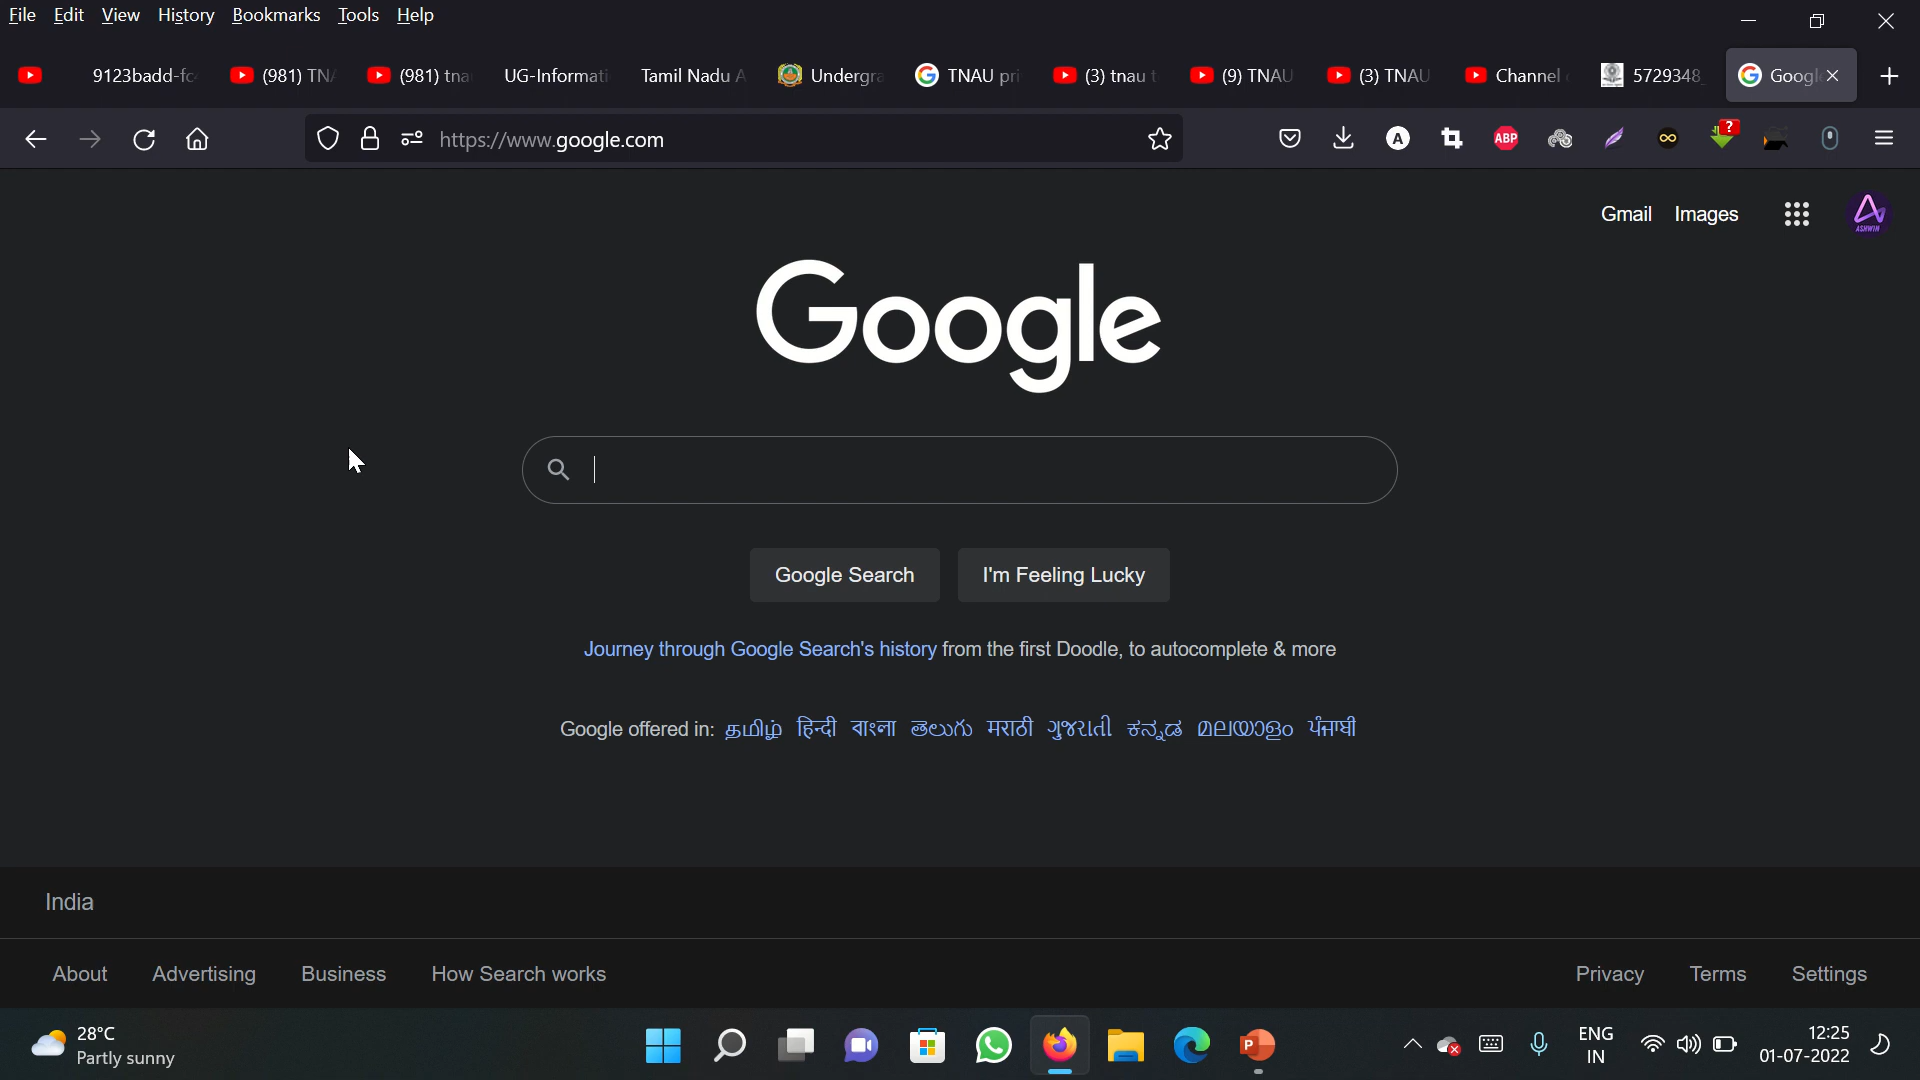 File Edit View History Bookmarks Tools Help
9123badd-fc (981) TNA (981) tna UG-Informati Tamil Nadu A Undergra TNAU pri (3) tnau t (9) TNAU (3) TNAU Channel 5729348 Googl
https://www.google.com
ABP ?
Gmail Images
ASHWIN
Google
Google Search I'm Feeling Lucky
Journey through Google Search's history from the first Doodle, to autocomplete & more
Google offered in: தமிழ் हिन्दी বাংলা తెలుగు मराठी ગુજરાતી ಕನ್ನಡ മലയാളം ਪੰਜਾਬੀ
India
About Advertising Business How Search works Privacy Terms Settings
28°C ENG 12:25
Partly sunny IN 01-07-2022